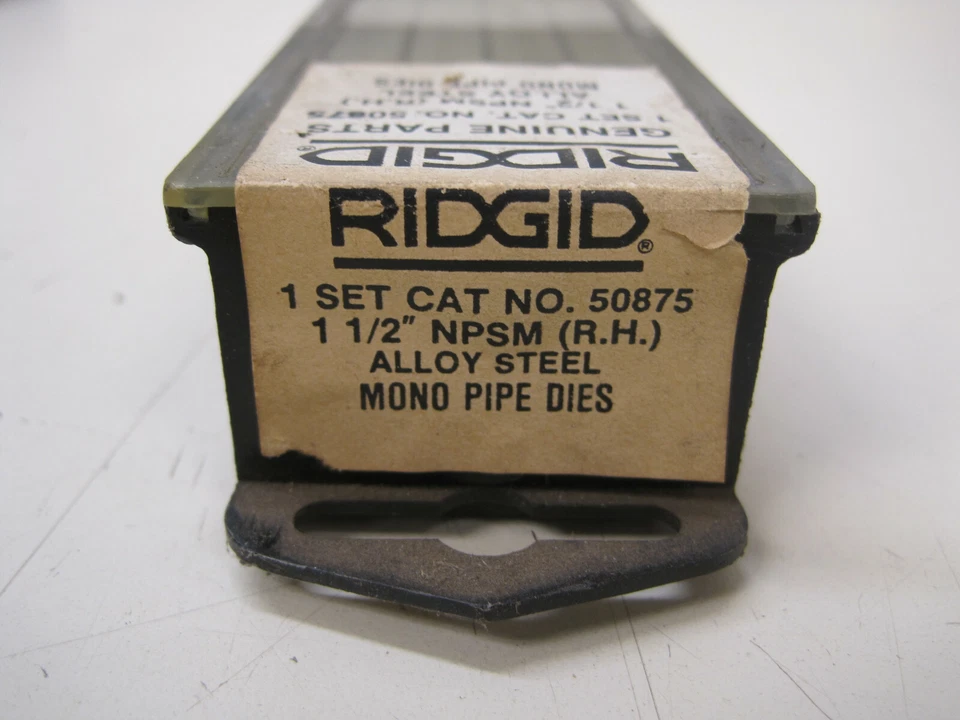 MONO PIPE DIES
ALLOY STEEL
1 1/2" NPSM (R.H.)
1 SET CAT. NO. 50875
GENUINE PARTS
RIDGID®
RIDGID®
1 SET CAT NO. 50875
1 1/2" NPSM (R.H.)
ALLOY STEEL
MONO PIPE DIES